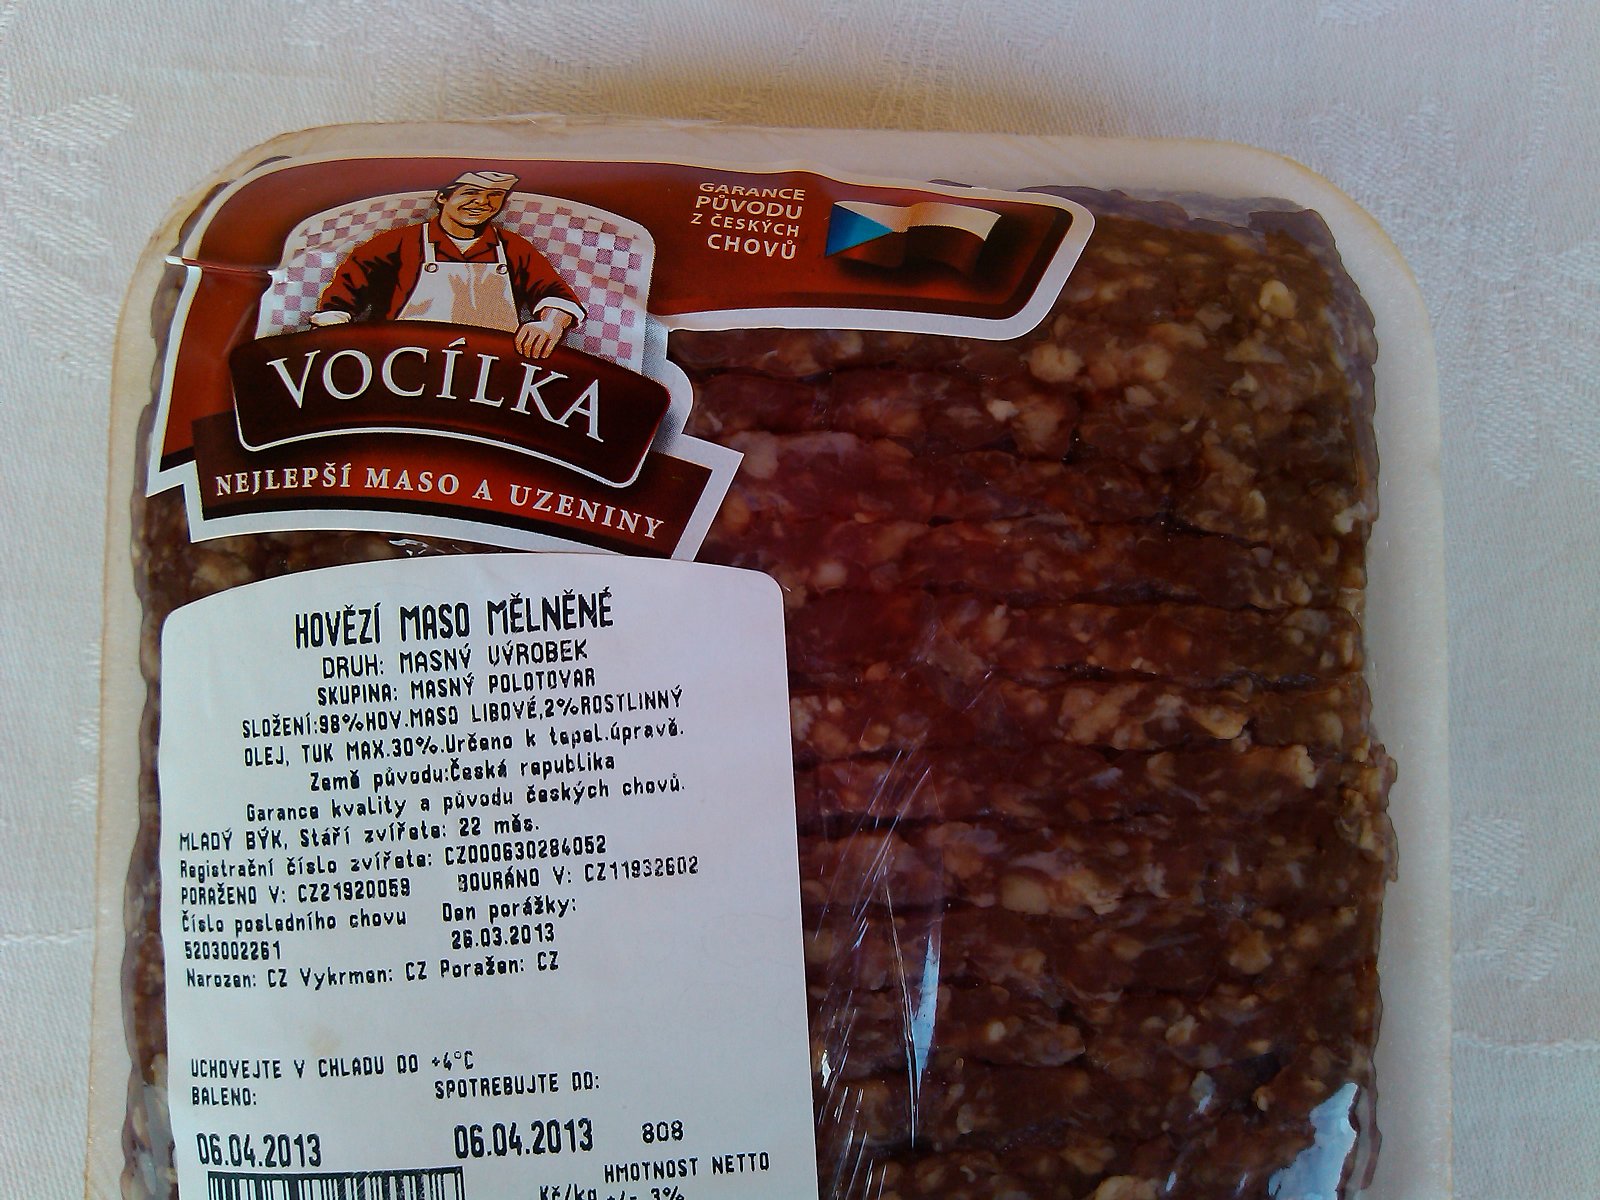 GARANCE
PŮVODU
Z ČESKÝCH
CHOVŮ
VOCÍLKA
NEJLEPŠÍ MASO A UZENINY
HOVĚZÍ MASO MĚLNĚNÉ
DRUH: MASNÝ VÝROBEK
SKUPINA: MASNÝ POLOTOVAR
SLOŽENÍ:98%HOV.MASO LIBOVÉ,2%ROSTLINNÝ
OLEJ, TUK MAX.30%.Určeno k tepel.úpravě.
Země původu:Česká republika
Garance kvality a původu českých chovů.
MLADÝ BÝK, Stáří zvířete: 22 měs.
Registrační číslo zvířete: CZ000630284052
PORAŽENO V: CZ21920059 BOURÁNO V: CZ11932602
Číslo posledního chovu Den porážky:
5203002261 26.03.2013
Narozen: CZ Vykrmen: CZ Poražen: CZ
UCHOVEJTE V CHLADU DO +4°C
BALENO: SPOTREBUJTE DO:
06.04.2013 06.04.2013 808
HMOTNOST NETTO
Kč/kg +/- 3%